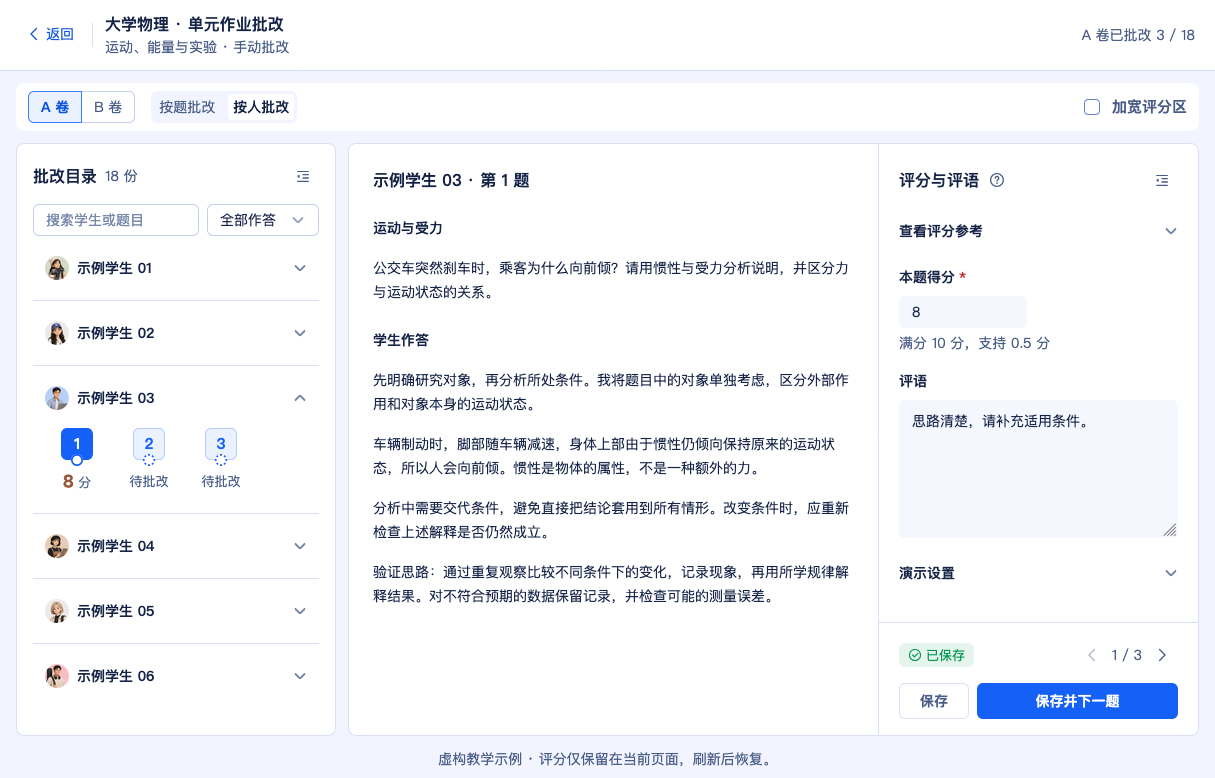 返回
大学物理 · 单元作业批改
运动、能量与实验 · 手动批改
A 卷已批改 3 / 18
A 卷
B 卷
按题批改
按人批改
加宽评分区
批改目录 18 份
搜索学生或题目
全部作答
示例学生 01
示例学生 02
示例学生 03
1
2
3
8 分
待批改
待批改
示例学生 04
示例学生 05
示例学生 06
示例学生 03 · 第 1 题
运动与受力
公交车突然刹车时，乘客为什么向前倾？请用惯性与受力分析说明，并区分力
与运动状态的关系。
学生作答
先明确研究对象，再分析所处条件。我将题目中的对象单独考虑，区分外部作
用和对象本身的运动状态。
车辆制动时，脚部随车辆减速，身体上部由于惯性仍倾向保持原来的运动状
态，所以人会向前倾。惯性是物体的属性，不是一种额外的力。
分析中需要交代条件，避免直接把结论套用到所有情形。改变条件时，应重新
检查上述解释是否仍然成立。
验证思路：通过重复观察比较不同条件下的变化，记录现象，再用所学规律解
释结果。对不符合预期的数据保留记录，并检查可能的测量误差。
评分与评语
查看评分参考
本题得分 *
8
满分 10 分，支持 0.5 分
评语
思路清楚，请补充适用条件。
演示设置
已保存
1 / 3
保存
保存并下一题
虚构教学示例 · 评分仅保留在当前页面，刷新后恢复。